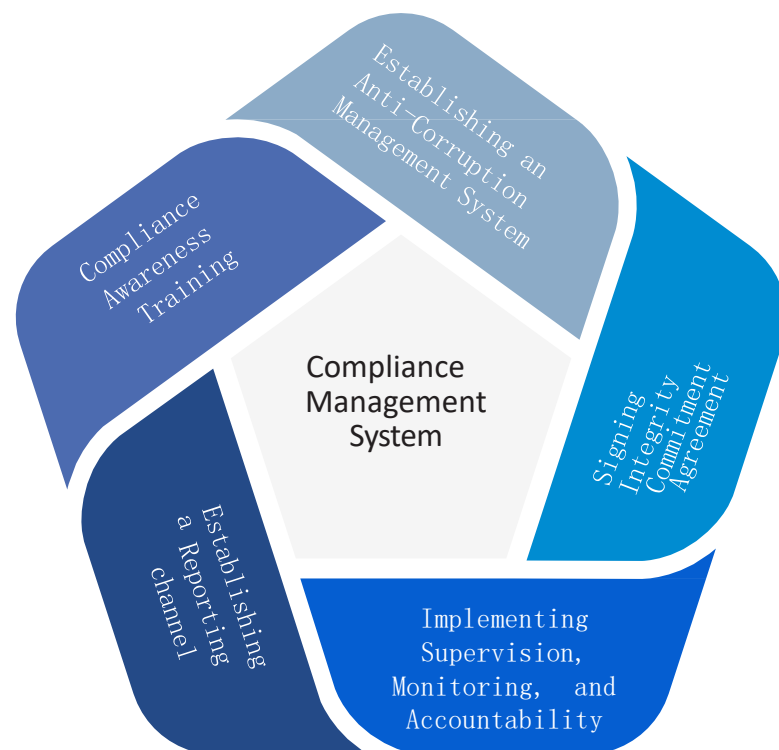 Establishing an
Anti-Corruption
Management System
Compliance
Awareness
Training
Compliance
Management
System
Signing
Integrity
Commitment
Agreement
Establishing
a Reporting
channel
Implementing
Supervision,
Monitoring, and
Accountability